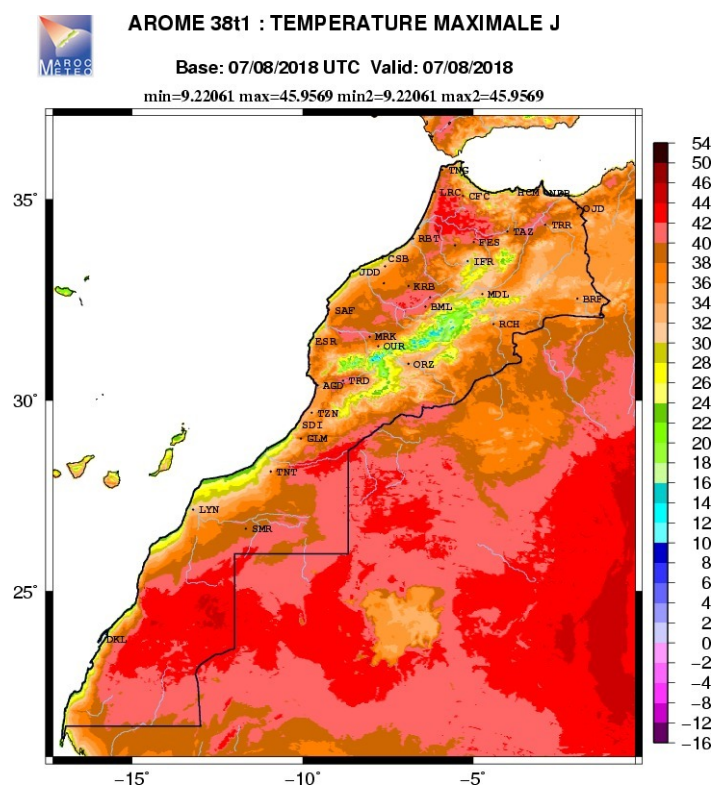 AROME 38t1 : TEMPERATURE MAXIMALE J
MAROC
METEO
Base: 07/08/2018 UTC Valid: 07/08/2018
min=9.22061 max=45.9569 min2=9.22061 max2=45.9569
TNG
LRC
CFC
HCM
NDR
OJD
RBT
FES
TAZ
TRR
CSB
IFR
JDD
KRB
MDL
SAF
BML
BRF
RCH
ESR
MRK
OUR
ORZ
AGD
TRD
TZN
SDI
GLM
TNT
LYN
SMR
DKL
35°
30°
25°
−15°
−10°
−5°
54
50
46
44
42
40
38
36
34
32
30
28
26
24
22
20
18
16
14
12
10
8
6
4
2
0
−2
−4
−8
−12
−16